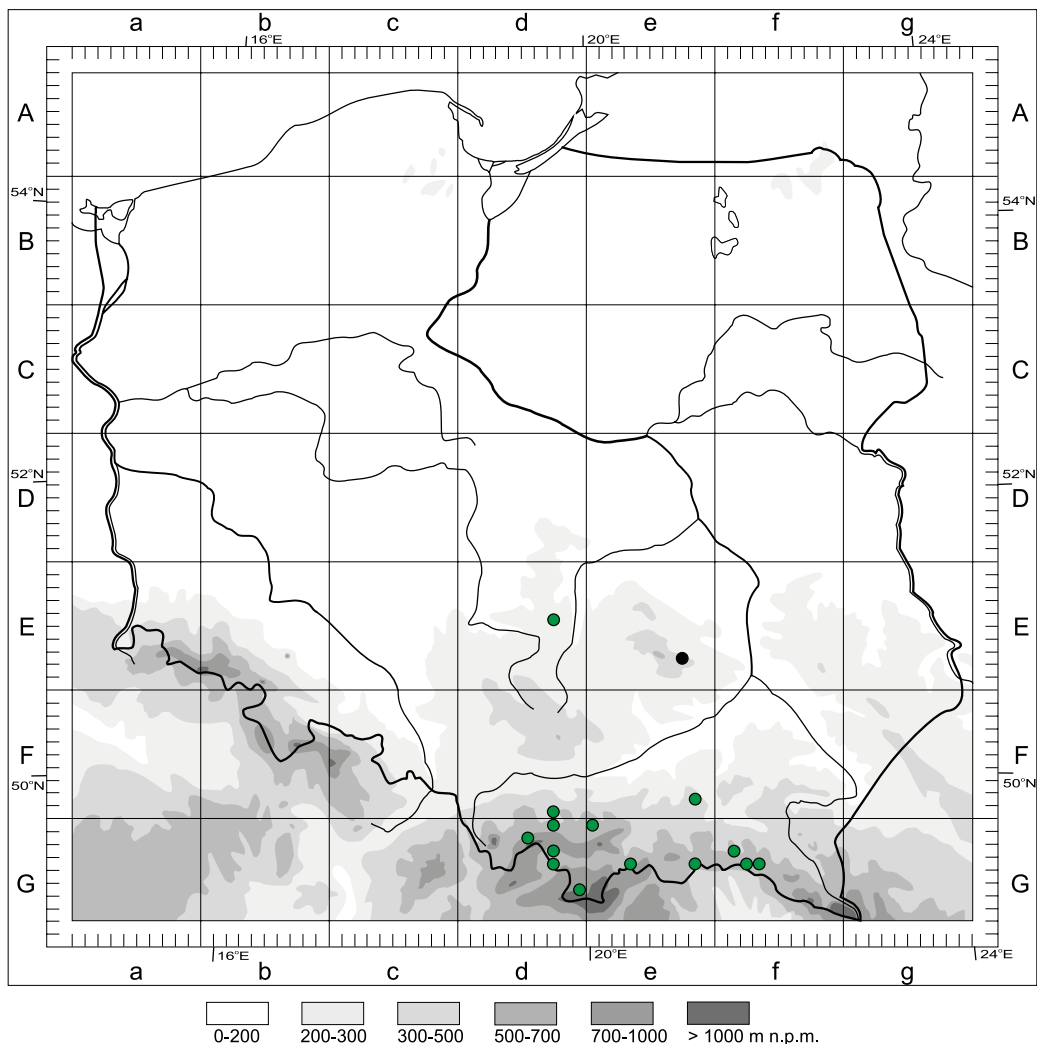 a b c d e f g
16°E 20°E 24°E
A A
54°N 54°N
B B
C C
52°N 52°N
D D
E E
F F
50°N 50°N
G G
16°E 20°E 24°E
a b c d e f g
0-200 200-300 300-500 500-700 700-1000 > 1000 m n.p.m.